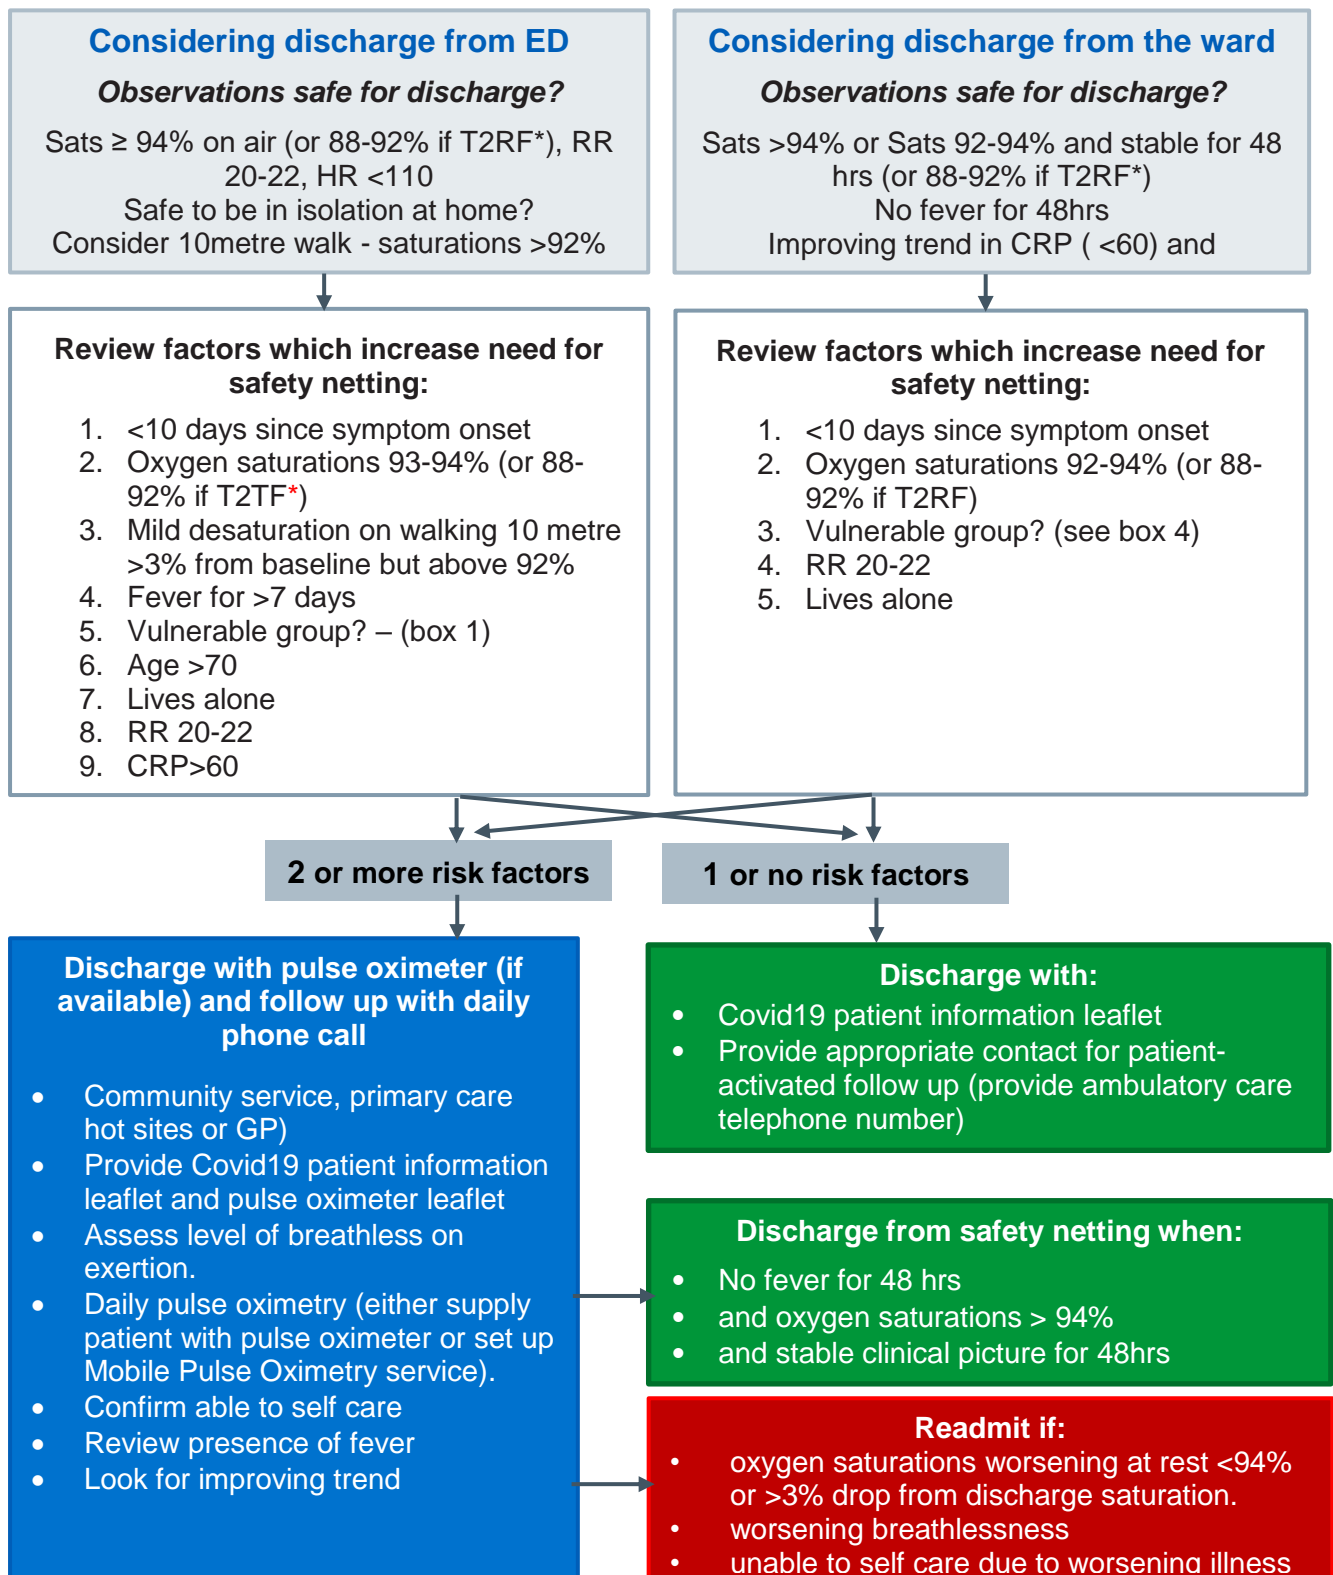 Considering discharge from ED
Observations safe for discharge?
Sats ≥ 94% on air (or 88-92% if T2RF*), RR
20-22, HR <110
Safe to be in isolation at home?
Consider 10metre walk - saturations >92%
Considering discharge from the ward
Observations safe for discharge?
Sats >94% or Sats 92-94% and stable for 48
hrs (or 88-92% if T2RF*)
No fever for 48hrs
Improving trend in CRP ( <60) and
Review factors which increase need for
safety netting:
1. <10 days since symptom onset
2. Oxygen saturations 93-94% (or 88-
92% if T2TF*)
3. Mild desaturation on walking 10 metre
>3% from baseline but above 92%
4. Fever for >7 days
5. Vulnerable group? – (box 1)
6. Age >70
7. Lives alone
8. RR 20-22
9. CRP>60
Review factors which increase need for
safety netting:
1. <10 days since symptom onset
2. Oxygen saturations 92-94% (or 88-
92% if T2RF)
3. Vulnerable group? (see box 4)
4. RR 20-22
5. Lives alone
2 or more risk factors
1 or no risk factors
Discharge with pulse oximeter (if
available) and follow up with daily
phone call
• Community service, primary care
hot sites or GP)
• Provide Covid19 patient information
leaflet and pulse oximeter leaflet
• Assess level of breathless on
exertion.
• Daily pulse oximetry (either supply
patient with pulse oximeter or set up
Mobile Pulse Oximetry service).
• Confirm able to self care
• Review presence of fever
• Look for improving trend
Discharge with:
• Covid19 patient information leaflet
• Provide appropriate contact for patient-
activated follow up (provide ambulatory care
telephone number)
Discharge from safety netting when:
• No fever for 48 hrs
• and oxygen saturations > 94%
• and stable clinical picture for 48hrs
Readmit if:
• oxygen saturations worsening at rest <94%
or >3% drop from discharge saturation.
• worsening breathlessness
• unable to self care due to worsening illness